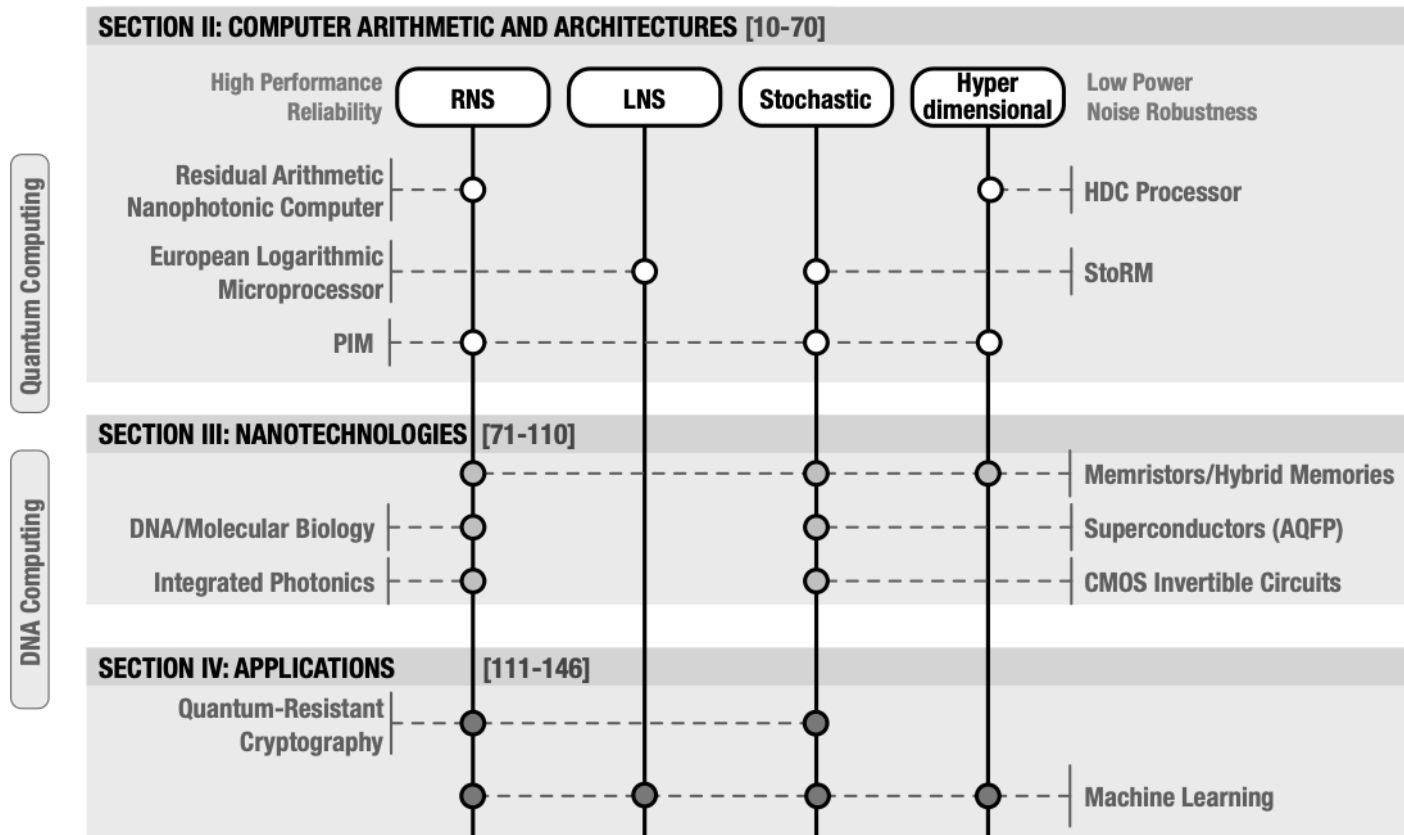 SECTION II: COMPUTER ARITHMETIC AND ARCHITECTURES [10-70]
High Performance
Reliability
RNS
LNS
Stochastic
Hyper
dimensional
Low Power
Noise Robustness
Quantum Computing
Residual Arithmetic
Nanophotonic Computer
HDC Processor
European Logarithmic
Microprocessor
StoRM
PIM
SECTION III: NANOTECHNOLOGIES [71-110]
DNA Computing
Memristors/Hybrid Memories
DNA/Molecular Biology
Superconductors (AQFP)
Integrated Photonics
CMOS Invertible Circuits
SECTION IV: APPLICATIONS [111-146]
Quantum-Resistant
Cryptography
Machine Learning